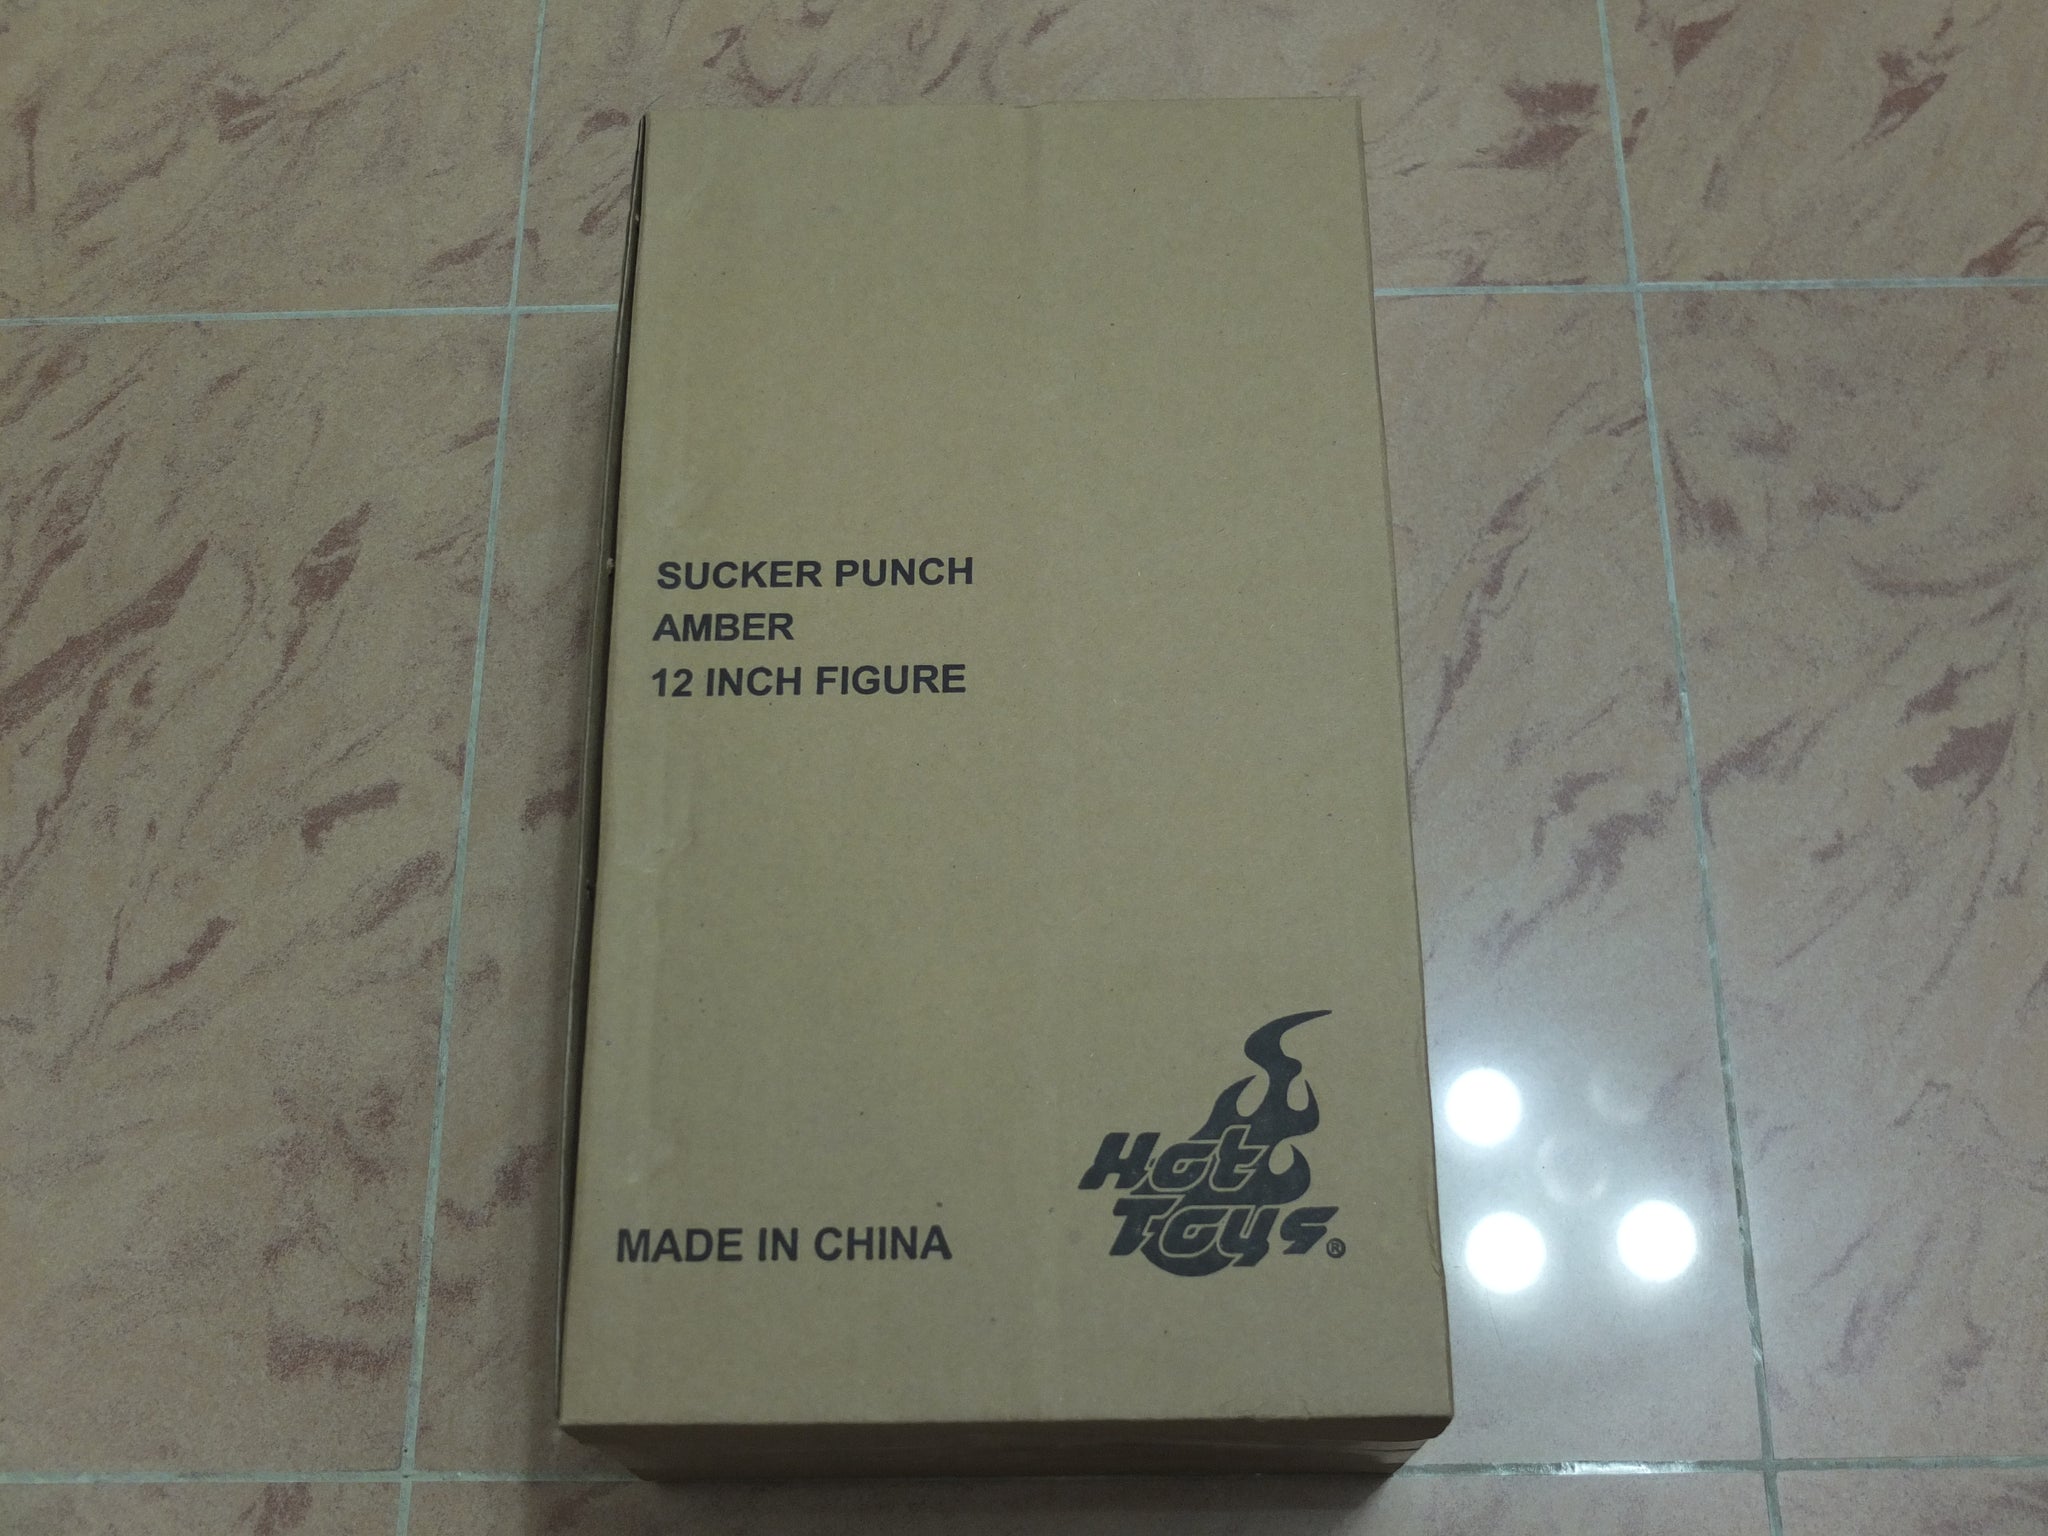 SUCKER PUNCH
AMBER
12 INCH FIGURE
MADE IN CHINA
Hot
Toys®